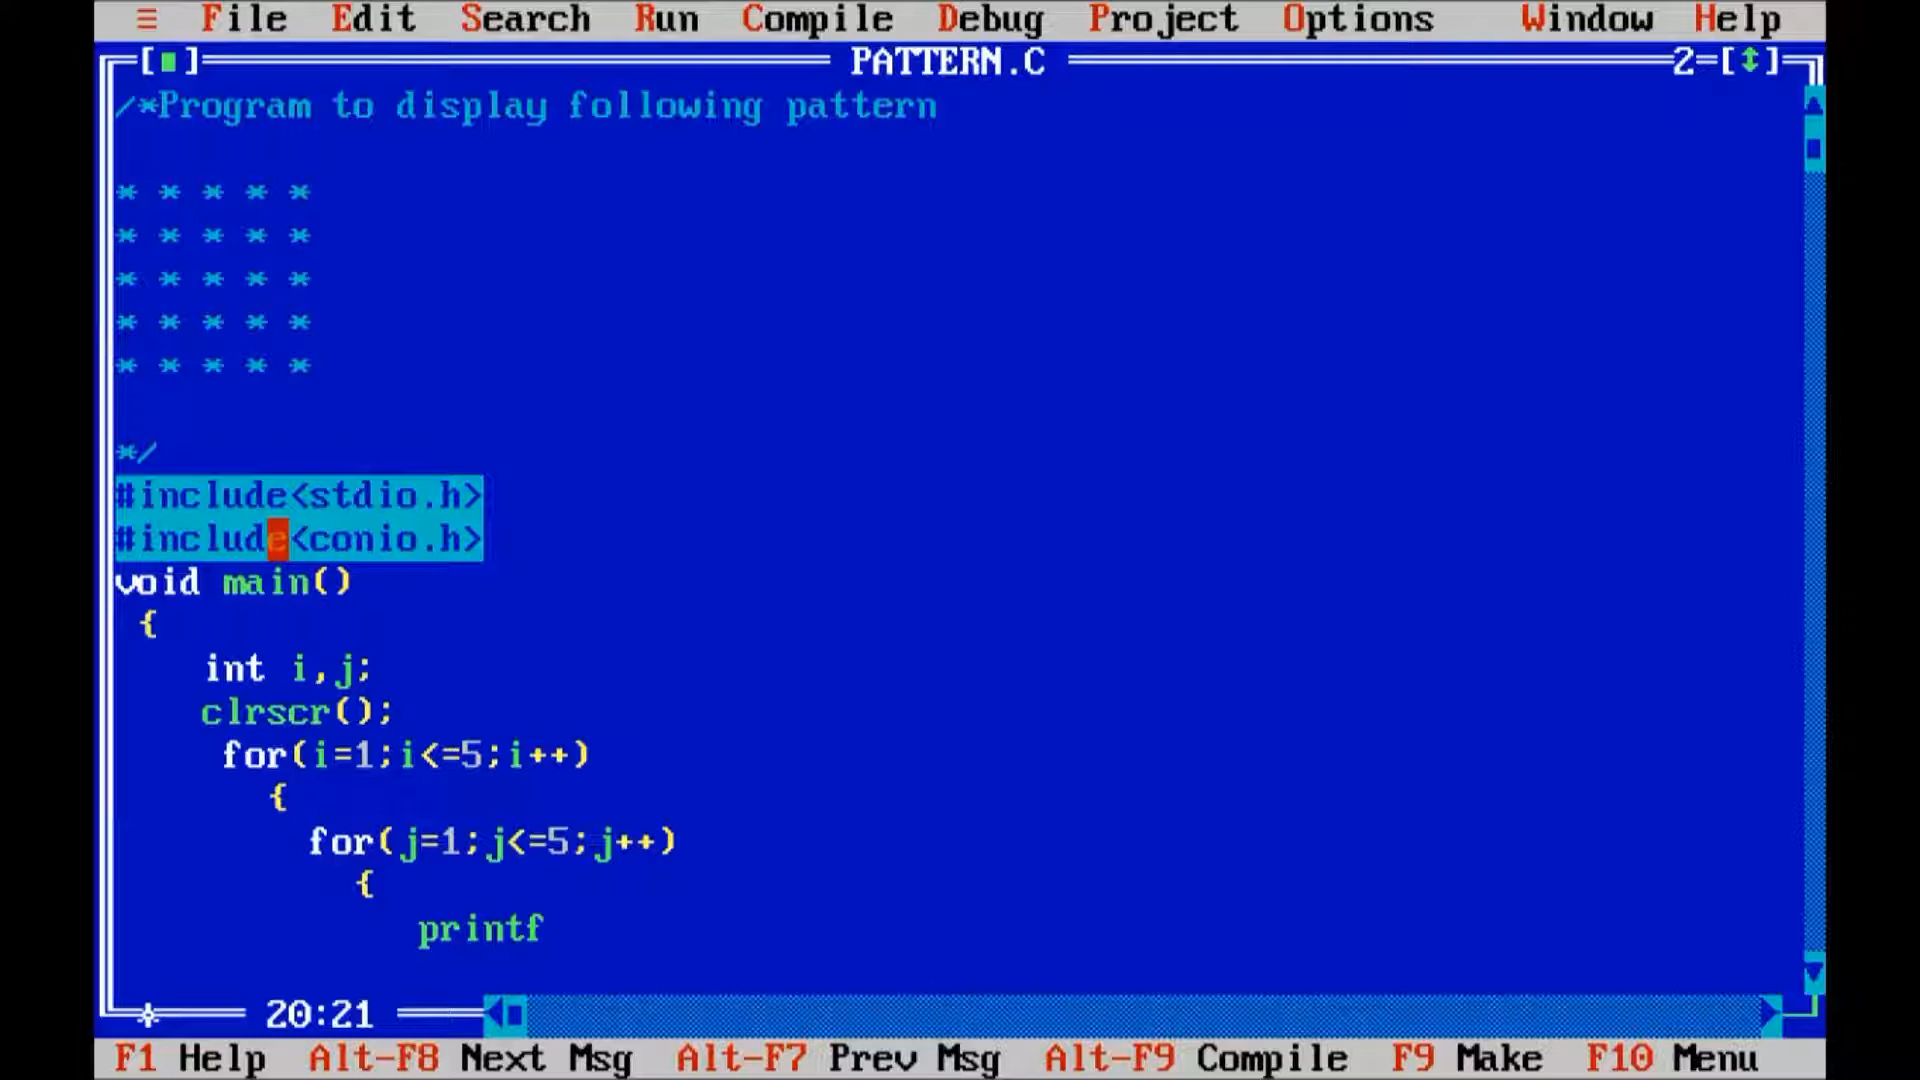 ≡ File Edit Search Run Compile Debug Project Options Window Help
[■] PATTERN.C 2=[↕]
/*Program to display following pattern
* * * * *
* * * * *
* * * * *
* * * * *
* * * * *
*/
#include<stdio.h>
#include<conio.h>
void main()
{
int i,j;
clrscr();
for(i=1;i<=5;i++)
{
for(j=1;j<=5;j++)
{
printf
20:21
F1 Help Alt-F8 Next Msg Alt-F7 Prev Msg Alt-F9 Compile F9 Make F10 Menu